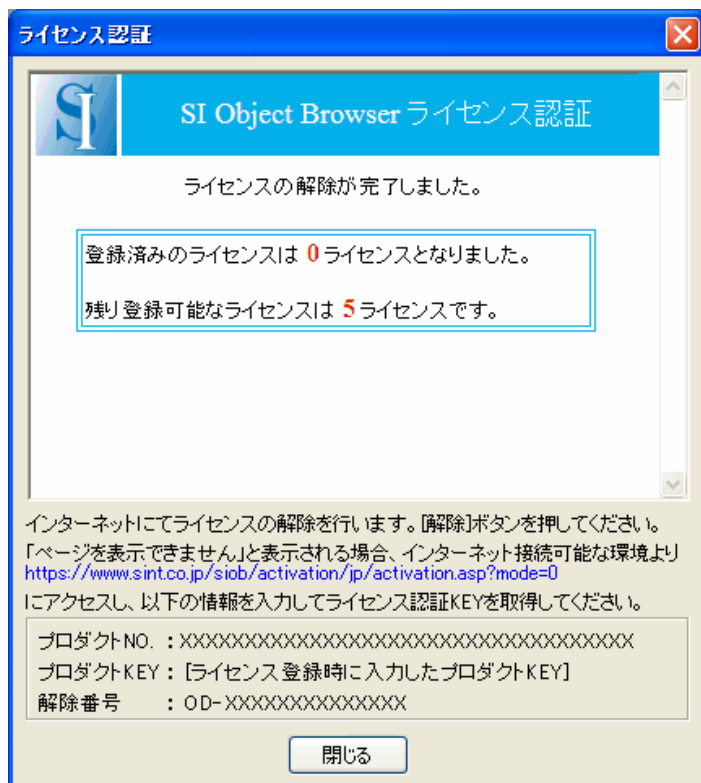 ライセンス認証
SI
SI Object Browser ライセンス認証
ライセンスの解除が完了しました。
登録済みのライセンスは 0 ライセンスとなりました。
残り登録可能なライセンスは 5 ライセンスです。
インターネットにてライセンスの解除を行います。[解除]ボタンを押してください。
「ページを表示できません」と表示される場合、インターネット接続可能な環境より
https://www.sint.co.jp/siob/activation/jp/activation.asp?mode=0
にアクセスし、以下の情報を入力してライセンス認証KEYを取得してください。
プロダクトNO. : XXXXXXXXXXXXXXXXXXXXXXXXXXXXXXXXXXX
プロダクトKEY : [ライセンス登録時に入力したプロダクトKEY]
解除番号 : OD-XXXXXXXXXXXXXX
閉じる